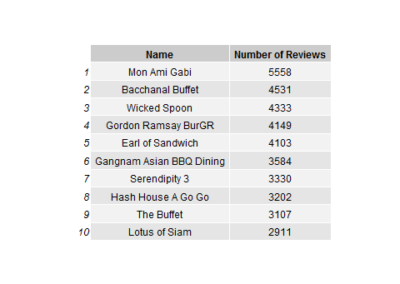 Name Number of Reviews
1 Mon Ami Gabi 5558
2 Bacchanal Buffet 4531
3 Wicked Spoon 4333
4 Gordon Ramsay BurGR 4149
5 Earl of Sandwich 4103
6 Gangnam Asian BBQ Dining 3584
7 Serendipity 3 3330
8 Hash House A Go Go 3202
9 The Buffet 3107
10 Lotus of Siam 2911